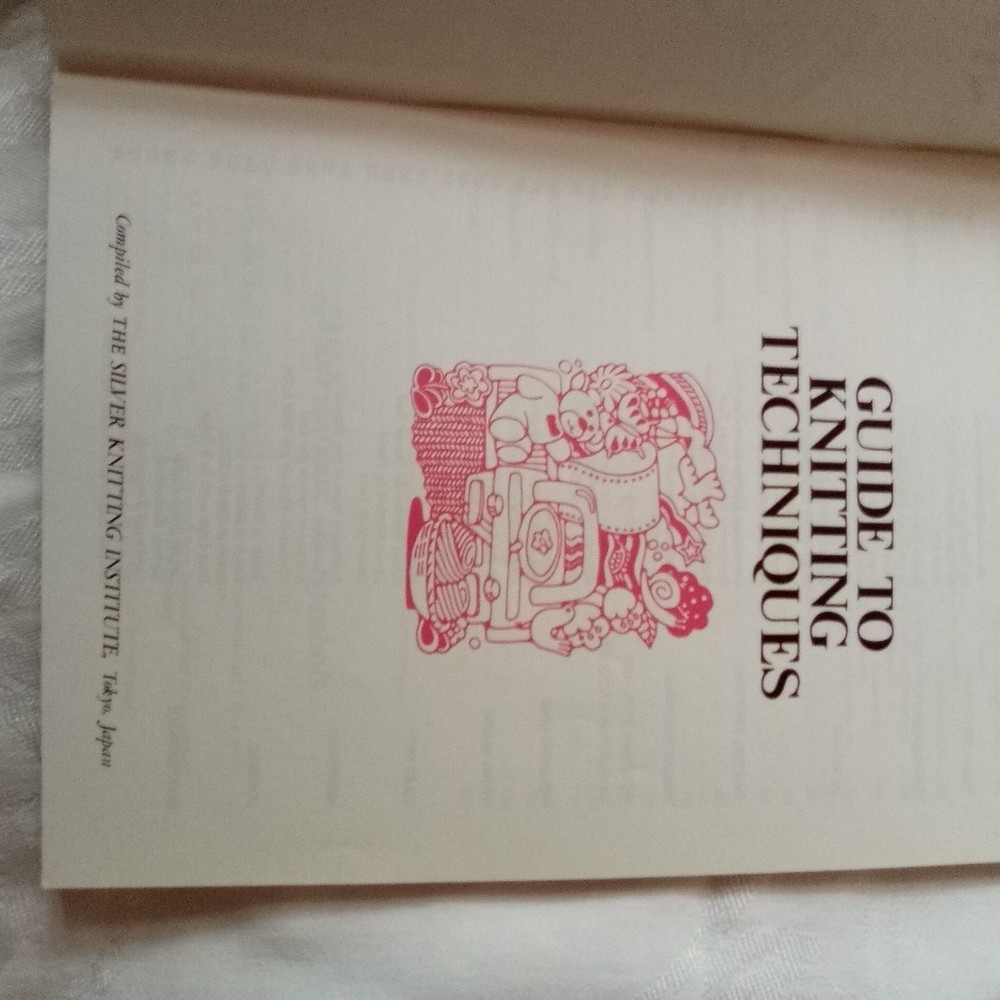 GUIDE TO
KNITTING
TECHNIQUES
Compiled by THE SILVER KNITTING INSTITUTE, Tokyo, Japan